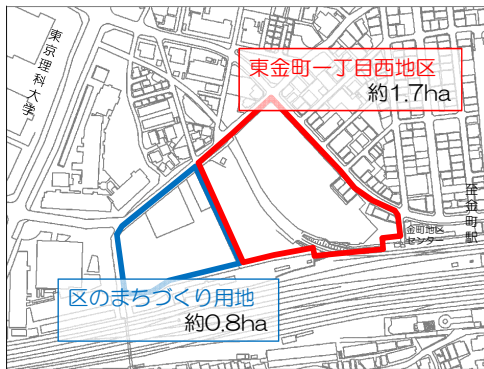 東京理科大学
東金町一丁目西地区
約1.7ha
至金町駅
金町地区
センター
区のまちづくり用地
約0.8ha